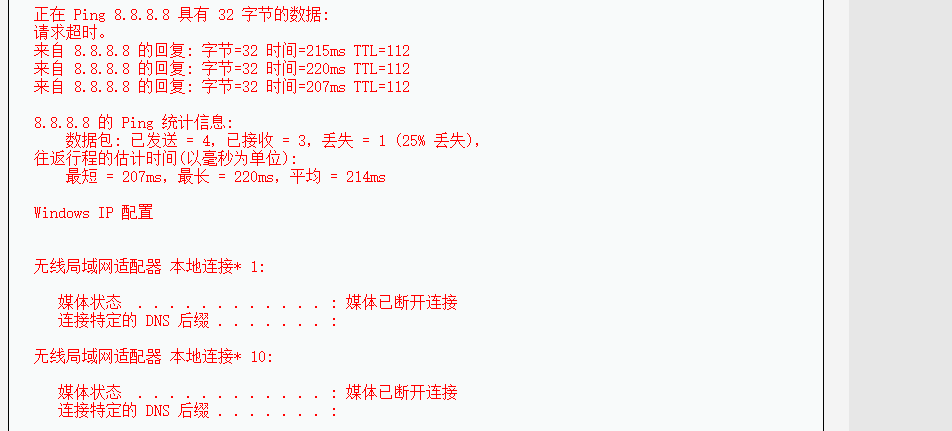 正在 Ping 8.8.8.8 具有 32 字节的数据:
请求超时。
来自 8.8.8.8 的回复: 字节=32 时间=215ms TTL=112
来自 8.8.8.8 的回复: 字节=32 时间=220ms TTL=112
来自 8.8.8.8 的回复: 字节=32 时间=207ms TTL=112
8.8.8.8 的 Ping 统计信息:
数据包: 已发送 = 4, 已接收 = 3, 丢失 = 1 (25% 丢失),
往返行程的估计时间(以毫秒为单位):
最短 = 207ms, 最长 = 220ms, 平均 = 214ms
Windows IP 配置
无线局域网适配器 本地连接* 1:
媒体状态 . . . . . . . . . . . . : 媒体已断开连接
连接特定的 DNS 后缀 . . . . . . . :
无线局域网适配器 本地连接* 10:
媒体状态 . . . . . . . . . . . . : 媒体已断开连接
连接特定的 DNS 后缀 . . . . . . . :